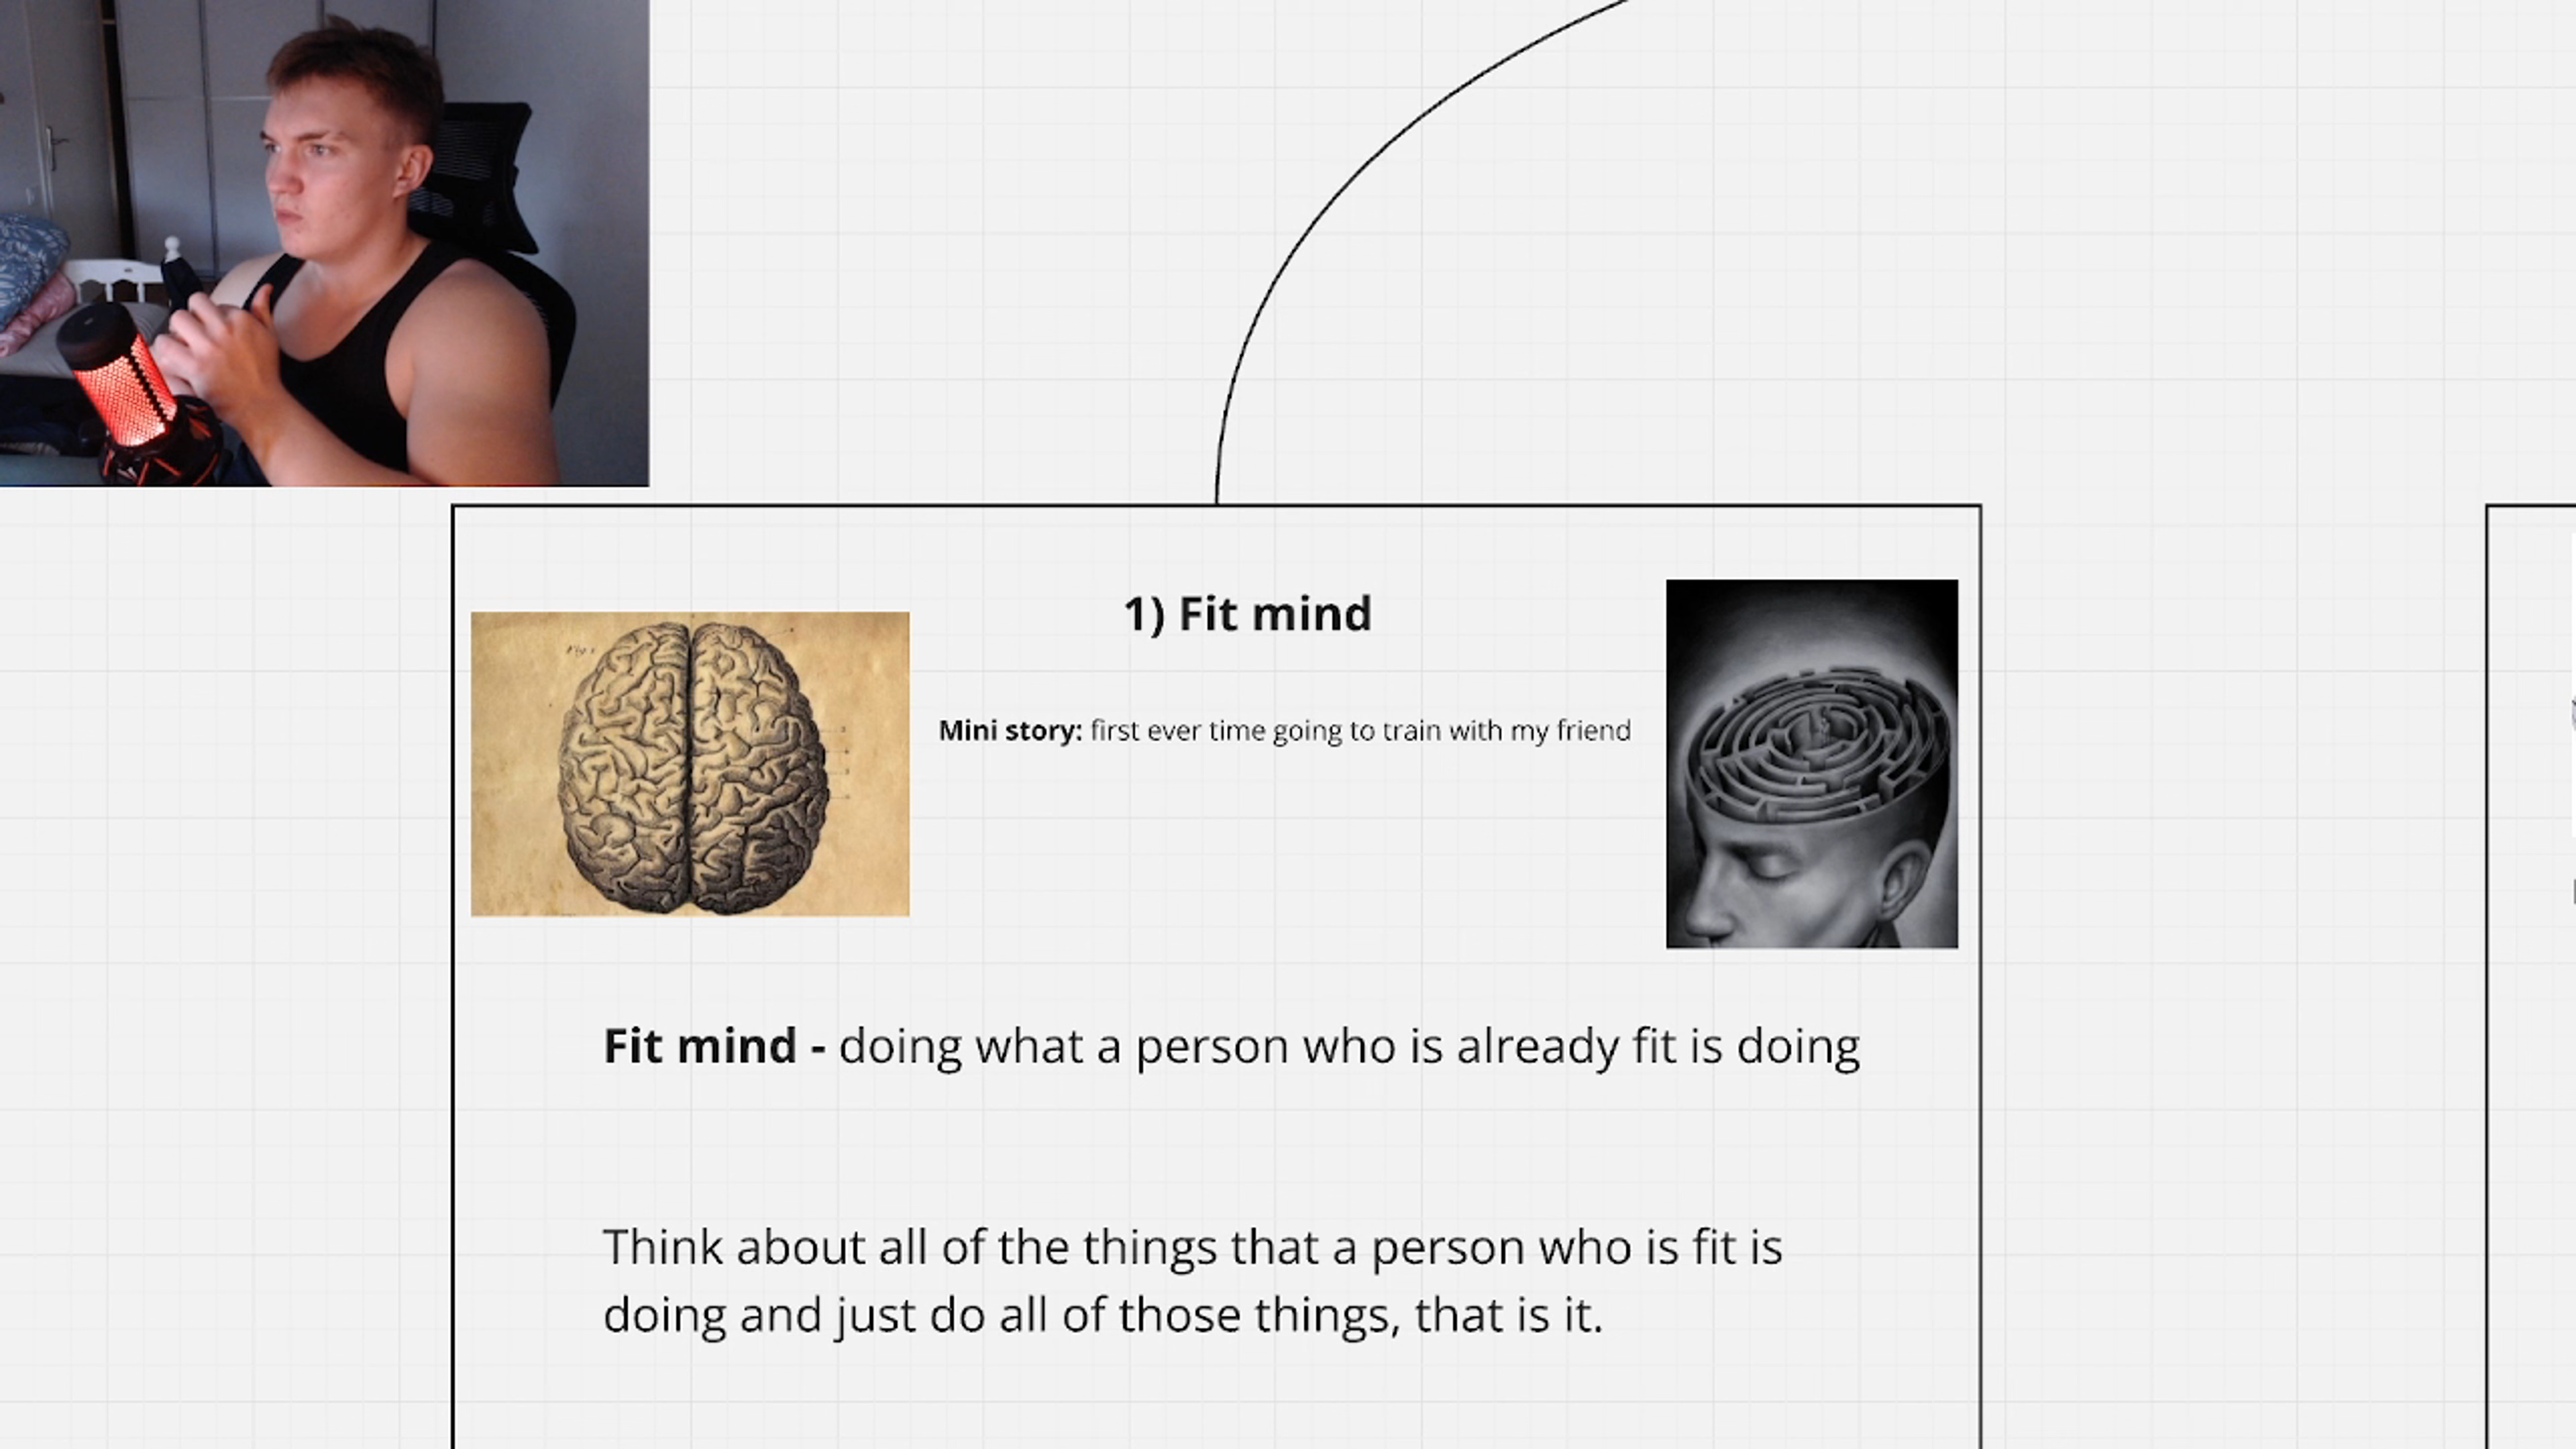 1) Fit mind
Mini story: first ever time going to train with my friend
Fit mind - doing what a person who is already fit is doing
Think about all of the things that a person who is fit is
doing and just do all of those things, that is it.